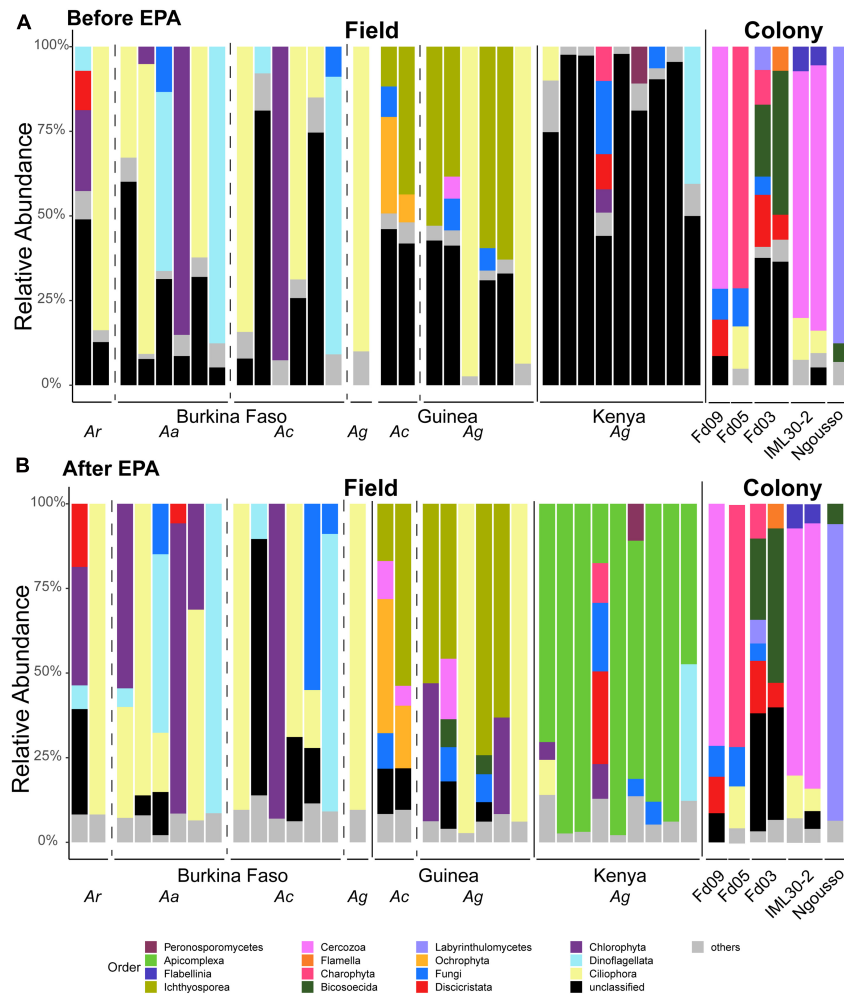 A Before EPA
Field
Colony
Relative Abundance
100%
75%
50%
25%
0%
Burkina Faso
Guinea
Kenya
Ar
Aa
Ac
Ag
Ac
Ag
Ag
Fd09
Fd05
Fd03
IML30-2
Ngousso
B After EPA
Field
Colony
Relative Abundance
100%
75%
50%
25%
0%
Burkina Faso
Guinea
Kenya
Ar
Aa
Ac
Ag
Ac
Ag
Ag
Fd09
Fd05
Fd03
IML30-2
Ngousso
Order
Peronosporomycetes
Apicomplexa
Flabellinia
Ichthyosporea
Cercozoa
Flamella
Charophyta
Bicosoecida
Labyrinthulomycetes
Ochrophyta
Fungi
Discicristata
Chlorophyta
Dinoflagellata
Ciliophora
unclassified
others